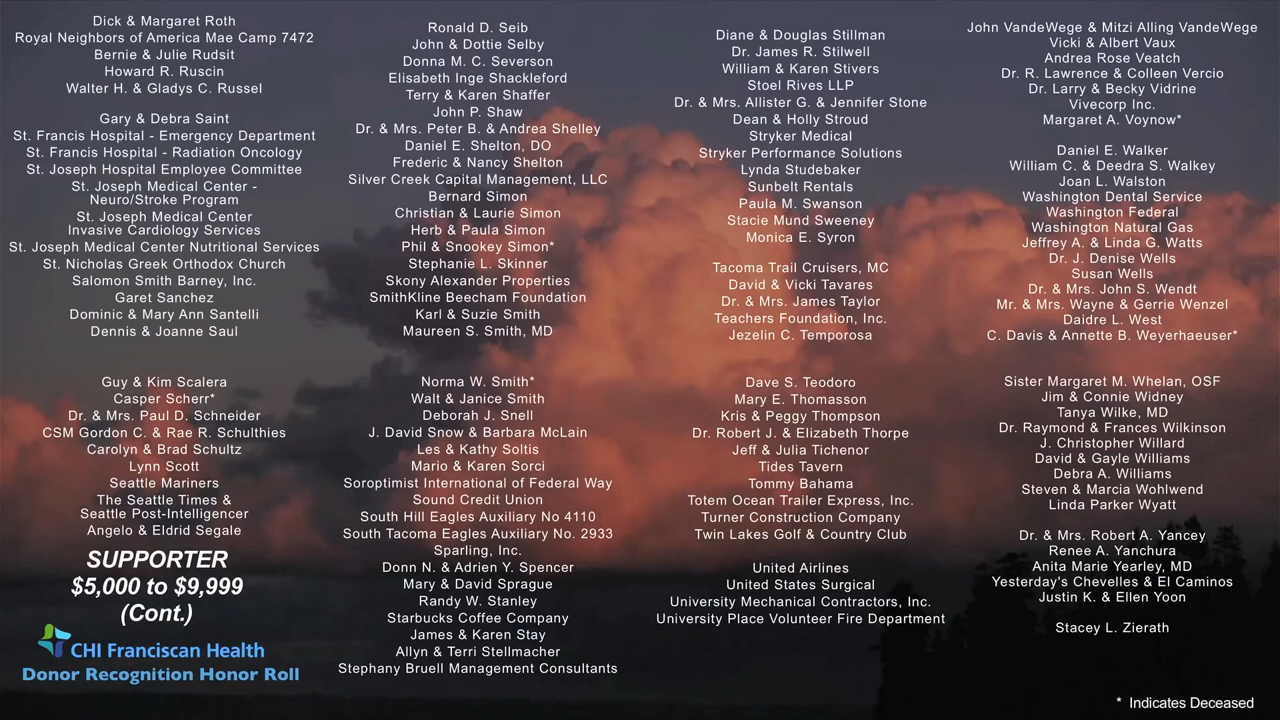 Dick & Margaret Roth
Royal Neighbors of America Mae Camp 7472
Bernie & Julie Rudsit
Howard R. Ruscin
Walter H. & Gladys C. Russel
Gary & Debra Saint
St. Francis Hospital - Emergency Department
St. Francis Hospital - Radiation Oncology
St. Joseph Hospital Employee Committee
St. Joseph Medical Center -
Neuro/Stroke Program
St. Joseph Medical Center
Invasive Cardiology Services
St. Joseph Medical Center Nutritional Services
St. Nicholas Greek Orthodox Church
Salomon Smith Barney, Inc.
Garet Sanchez
Dominic & Mary Ann Santelli
Dennis & Joanne Saul
Guy & Kim Scalera
Casper Scherr*
Dr. & Mrs. Paul D. Schneider
CSM Gordon C. & Rae R. Schulthies
Carolyn & Brad Schultz
Lynn Scott
Seattle Mariners
The Seattle Times &
Seattle Post-Intelligencer
Angelo & Eldrid Segale
SUPPORTER
$5,000 to $9,999
(Cont.)
CHI Franciscan Health
Donor Recognition Honor Roll
Ronald D. Seib
John & Dottie Selby
Donna M. C. Severson
Elisabeth Inge Shackleford
Terry & Karen Shaffer
John P. Shaw
Dr. & Mrs. Peter B. & Andrea Shelley
Daniel E. Shelton, DO
Frederic & Nancy Shelton
Silver Creek Capital Management, LLC
Bernard Simon
Christian & Laurie Simon
Herb & Paula Simon
Phil & Snookey Simon*
Stephanie L. Skinner
Skony Alexander Properties
SmithKline Beecham Foundation
Karl & Suzie Smith
Maureen S. Smith, MD
Norma W. Smith*
Walt & Janice Smith
Deborah J. Snell
J. David Snow & Barbara McLain
Les & Kathy Soltis
Mario & Karen Sorci
Soroptimist International of Federal Way
Sound Credit Union
South Hill Eagles Auxiliary No 4110
South Tacoma Eagles Auxiliary No. 2933
Sparling, Inc.
Donn N. & Adrien Y. Spencer
Mary & David Sprague
Randy W. Stanley
Starbucks Coffee Company
James & Karen Stay
Allyn & Terri Stellmacher
Stephany Bruell Management Consultants
Diane & Douglas Stillman
Dr. James R. Stilwell
William & Karen Stivers
Stoel Rives LLP
Dr. & Mrs. Allister G. & Jennifer Stone
Dean & Holly Stroud
Stryker Medical
Stryker Performance Solutions
Lynda Studebaker
Sunbelt Rentals
Paula M. Swanson
Stacie Mund Sweeney
Monica E. Syron
Tacoma Trail Cruisers, MC
David & Vicki Tavares
Dr. & Mrs. James Taylor
Teachers Foundation, Inc.
Jezelin C. Temporosa
Dave S. Teodoro
Mary E. Thomasson
Kris & Peggy Thompson
Dr. Robert J. & Elizabeth Thorpe
Jeff & Julia Tichenor
Tides Tavern
Tommy Bahama
Totem Ocean Trailer Express, Inc.
Turner Construction Company
Twin Lakes Golf & Country Club
United Airlines
United States Surgical
University Mechanical Contractors, Inc.
University Place Volunteer Fire Department
John VandeWege & Mitzi Alling VandeWege
Vicki & Albert Vaux
Andrea Rose Veatch
Dr. R. Lawrence & Colleen Vercio
Dr. Larry & Becky Vidrine
Vivecorp Inc.
Margaret A. Voynow*
Daniel E. Walker
William C. & Deedra S. Walkey
Joan L. Walston
Washington Dental Service
Washington Federal
Washington Natural Gas
Jeffrey A. & Linda G. Watts
Dr. J. Denise Wells
Susan Wells
Dr. & Mrs. John S. Wendt
Mr. & Mrs. Wayne & Gerrie Wenzel
Daidre L. West
C. Davis & Annette B. Weyerhaeuser*
Sister Margaret M. Whelan, OSF
Jim & Connie Widney
Tanya Wilke, MD
Dr. Raymond & Frances Wilkinson
J. Christopher Willard
David & Gayle Williams
Debra A. Williams
Steven & Marcia Wohlwend
Linda Parker Wyatt
Dr. & Mrs. Robert A. Yancey
Renee A. Yanchura
Anita Marie Yearley, MD
Yesterday's Chevelles & El Caminos
Justin K. & Ellen Yoon
Stacey L. Zierath
* Indicates Deceased